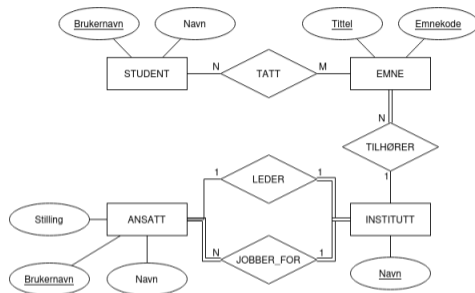 Brukernavn
Navn
Tittel
Emnekode
STUDENT
N
TATT
M
EMNE
N
TILHØRER
1
1
LEDER
1
Stilling
ANSATT
INSTITUTT
N
JOBBER_FOR
1
Brukernavn
Navn
Navn